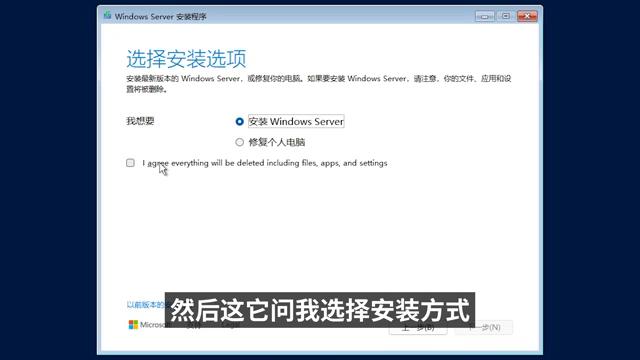 Windows Server 安装程序
选择安装选项
安装最新版本的 Windows Server，或修复你的电脑。如果要安装 Windows Server，请注意，你的文件、应用和设
置将被删除。
我想要
安装 Windows Server
修复个人电脑
I agree everything will be deleted including files, apps, and settings
以前版本的
然后这它问我选择安装方式
Microsoft
上一步(B)
下一步(N)